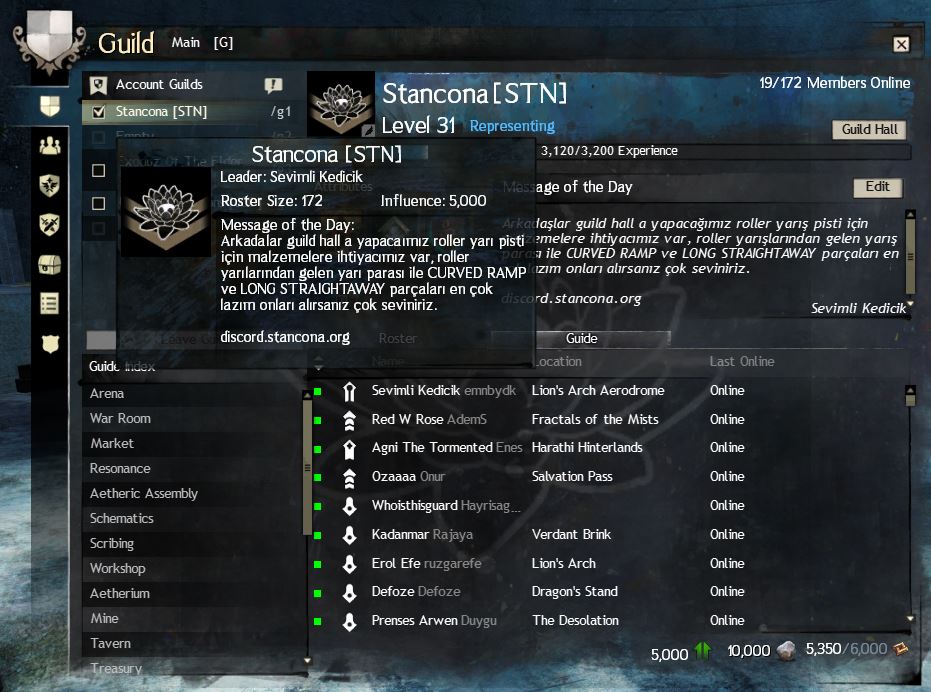 Guild Main [G]
Account Guilds
Stancona [STN] /g1
Empty /g2
Stancona [STN]
Level 31 Representing
19/172 Members Online
Guild Hall
3,120/3,200 Experience
Stancona [STN]
Leader: Sevimli Kedicik
Roster Size: 172 Influence: 5,000
Message of the Day:
Arkadalar guild hall a yapacaımız roller yarı pisti
için malzemelere ihtiyacımız var, roller
yarılarından gelen yarı parası ile CURVED RAMP
ve LONG STRAIGHTAWAY parçaları en çok
lazım onları alırsanız çok seviniriz.
discord.stancona.org
Attributes
Message of the Day Edit
Arkadaşlar guild hall a yapacağımız roller yarış pisti için
malzemelere ihtiyacımız var, roller yarışlarından gelen yarış
parası ile CURVED RAMP ve LONG STRAIGHTAWAY parçaları en
çok lazım onları alırsanız çok seviniriz.
discord.stancona.org
Sevimli Kedicik
Roster Guide
Guide Index
Arena
War Room
Market
Resonance
Aetheric Assembly
Schematics
Scribing
Workshop
Aetherium
Mine
Tavern
Treasury
Name Location Last Online
Sevimli Kedicik emnbydk Lion's Arch Aerodrome Online
Red W Rose AdemS Fractals of the Mists Online
Agni The Tormented Enes Harathi Hinterlands Online
Ozaaaa Onur Salvation Pass Online
Whoisthisguard Hayrisag... Online
Kadanmar Rajaya Verdant Brink Online
Erol Efe ruzgarefe Lion's Arch Online
Defoze Defoze Dragon's Stand Online
Prenses Arwen Duygu The Desolation Online
5,000 10,000 5,350/6,000